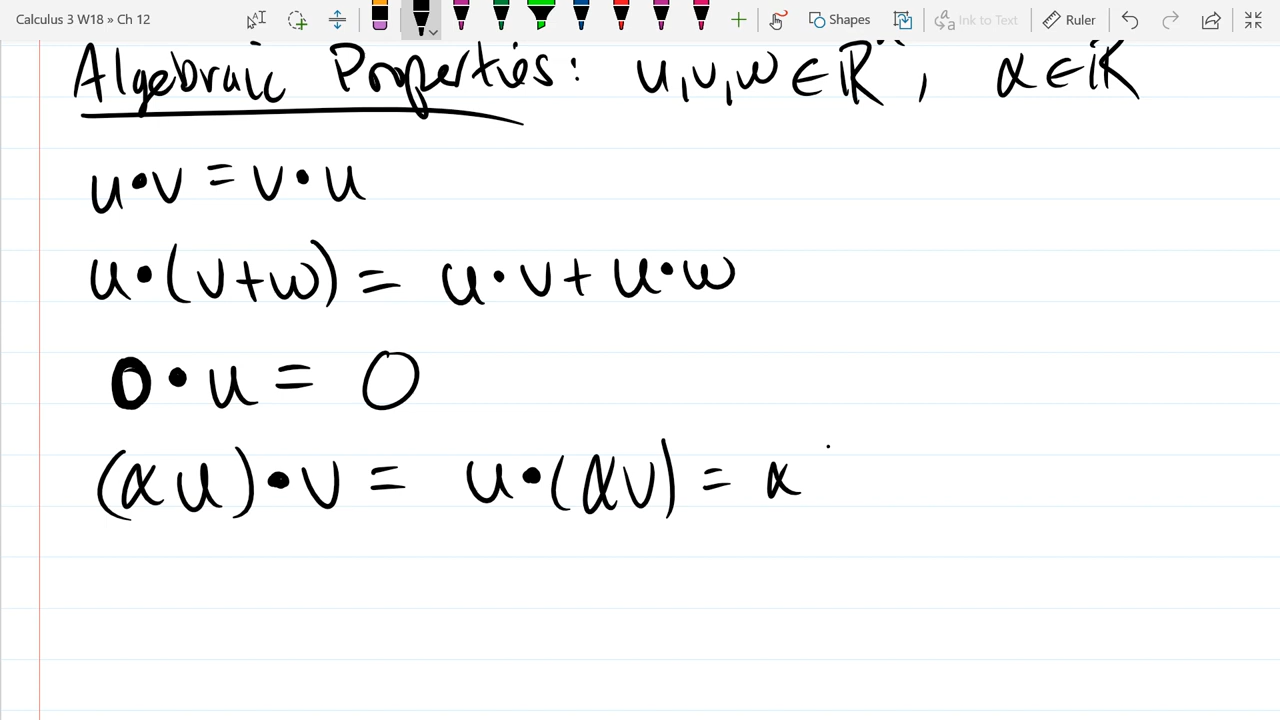 Calculus 3 W18 » Ch 12
Shapes
Ink to Text
Ruler
Algebraic Properties: u,v,w ∈ ℝⁿ, α ∈ ℝ
u•v = v•u
u•(v+w) = u•v + u•w
0•u = 0
(αu)•v = u•(αv) = α